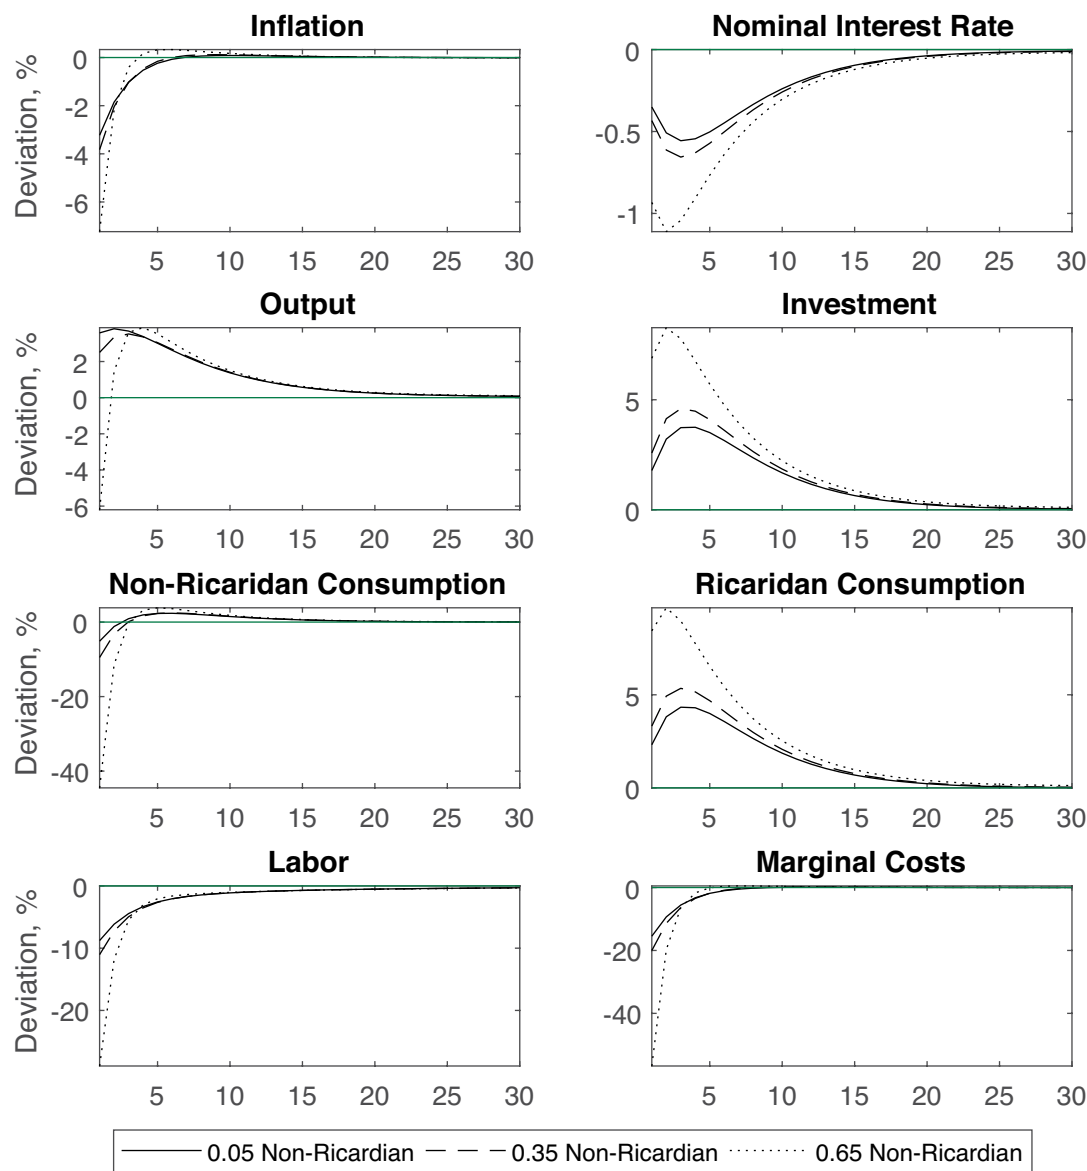 Inflation
Deviation, %
0
-2
-4
-6
5 10 15 20 25 30
Nominal Interest Rate
0
-0.5
-1
5 10 15 20 25 30
Output
Deviation, %
2
0
-2
-4
-6
5 10 15 20 25 30
Investment
5
0
5 10 15 20 25 30
Non-Ricaridan Consumption
Deviation, %
0
-20
-40
5 10 15 20 25 30
Ricaridan Consumption
5
0
5 10 15 20 25 30
Labor
Deviation, %
0
-10
-20
5 10 15 20 25 30
Marginal Costs
0
-20
-40
5 10 15 20 25 30
0.05 Non-Ricardian 0.35 Non-Ricardian 0.65 Non-Ricardian